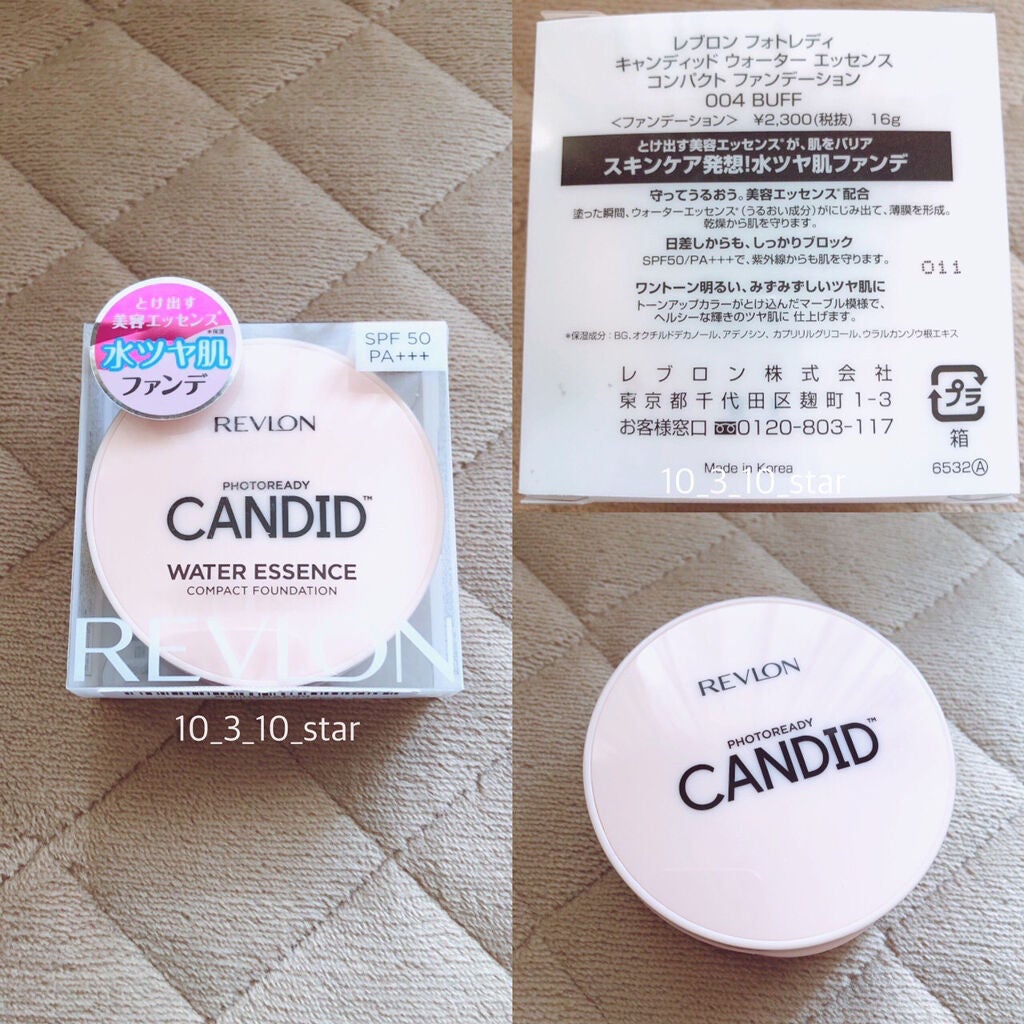 とけ出す
美容エッセンス*
*保湿
水ツヤ肌
ファンデ
SPF 50
PA+++
REVLON
PHOTOREADY
CANDID™
WATER ESSENCE
COMPACT FOUNDATION
REVLON
10_3_10_star
レブロン フォトレディ
キャンディッド ウォーター エッセンス
コンパクト ファンデーション
004 BUFF
<ファンデーション> ¥2,300(税抜) 16g
とけ出す美容エッセンス*が、肌をバリア
スキンケア発想!水ツヤ肌ファンデ
守ってうるおう。美容エッセンス*配合
塗った瞬間、ウォーターエッセンス*(うるおい成分)がにじみ出て、薄膜を形成。
乾燥から肌を守ります。
日差しからも、しっかりブロック
SPF50/PA+++で、紫外線からも肌を守ります。
011
ワントーン明るい、みずみずしいツヤ肌に
トーンアップカラーがとけ込んだマーブル模様で、
ヘルシーな輝きのツヤ肌に 仕上げます。
*保湿成分:BG、オクチルドデカノール、アデノシン、カプリリルグリコール、ウラルカンゾウ根エキス
レブロン株式会社
東京都千代田区麹町1-3
お客様窓口 0120-803-117
プラ
箱
Made in Korea
6532Ⓐ
10_3_10_star
REVLON
PHOTOREADY
CANDID™